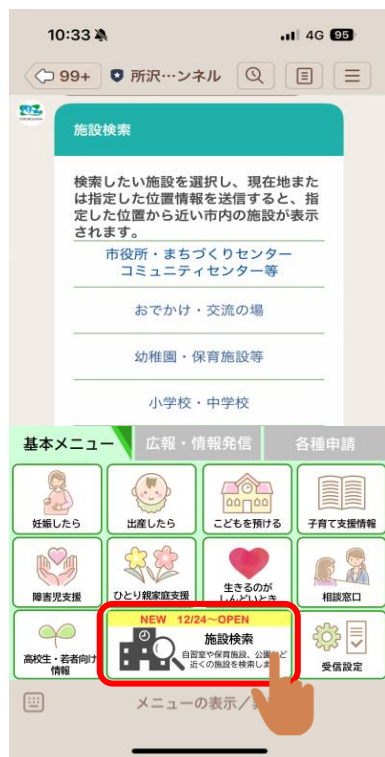 10:33
4G 95
99+ 所沢…ンネル
施設検索
検索したい施設を選択し、現在地また
は指定した位置情報を送信すると、指
定した位置から近い市内の施設が表示
されます。
市役所・まちづくりセンター
コミュニティセンター等
おでかけ・交流の場
幼稚園・保育施設等
小学校・中学校
基本メニュー 広報・情報発信 各種申請
妊娠したら 出産したら こどもを預ける 子育て支援情報
障害児支援 ひとり親家庭支援 生きるのが
しんどいとき 相談窓口
高校生・若者向け
情報
NEW 12/24～OPEN
施設検索
自習室や保育施設、公園など
近くの施設を検索しま
受信設定
メニューの表示／